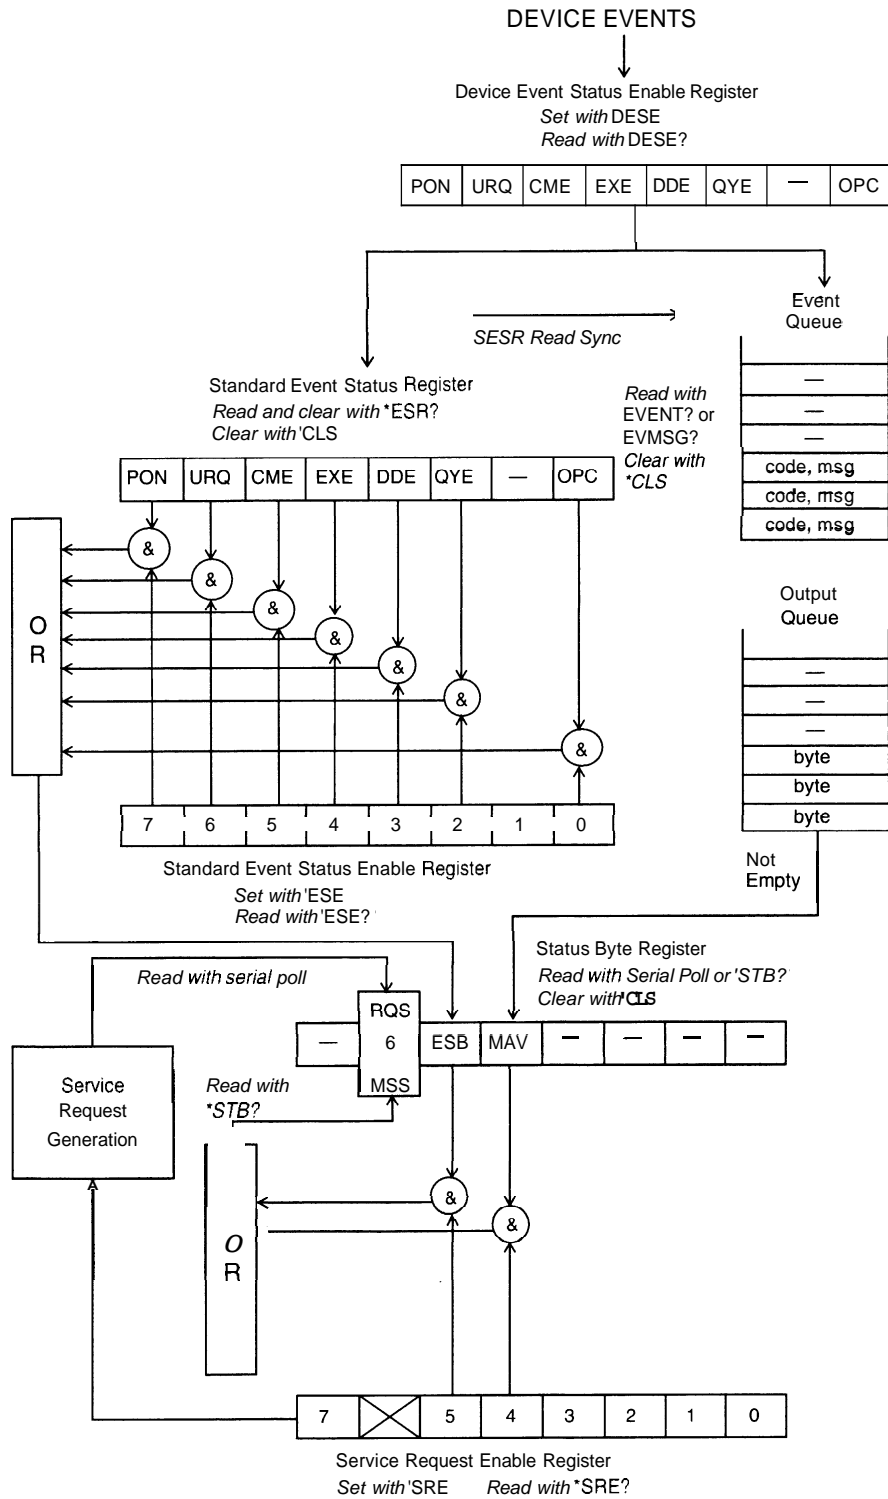 DEVICE EVENTS
Device Event Status Enable Register
Set with DESE
Read with DESE?
PON URQ CME EXE DDE QYE — OPC
Event
Queue
SESR Read Sync
Standard Event Status Register
Read and clear with *ESR?
Clear with 'CLS
Read with
EVENT? or
EVMSG?
Clear with
*CLS
—
—
—
code, msg
code, msg
code, msg
PON URQ CME EXE DDE QYE — OPC
&
&
&
&
&
&
&
O
R
Output
Queue
—
—
—
byte
byte
byte
7 6 5 4 3 2 1 0
Standard Event Status Enable Register
Set with 'ESE
Read with 'ESE?
Not
Empty
Status Byte Register
Read with Serial Poll or 'STB?
Clear with 'CLS
Read with serial poll
RQS
— 6 ESB MAV — — — —
MSS
Service
Request
Generation
Read with
*STB?
&
&
O
R
7 5 4 3 2 1 0
Service Request Enable Register
Set with 'SRE Read with *SRE?